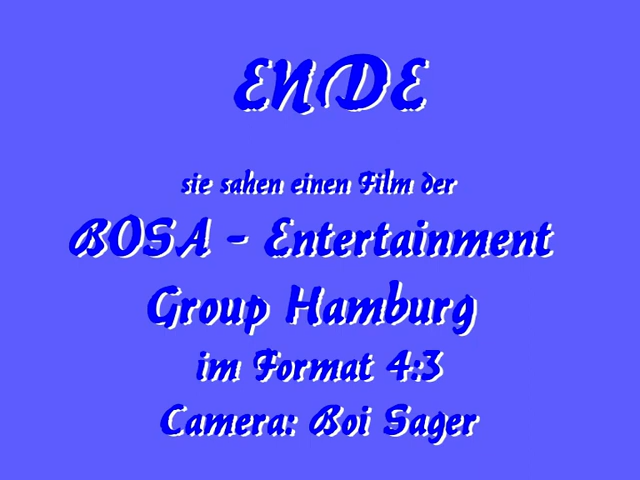 ENDE
sie sahen einen Film der
BOSA - Entertainment
Group Hamburg
im Format 4:3
Camera: Boi Sager